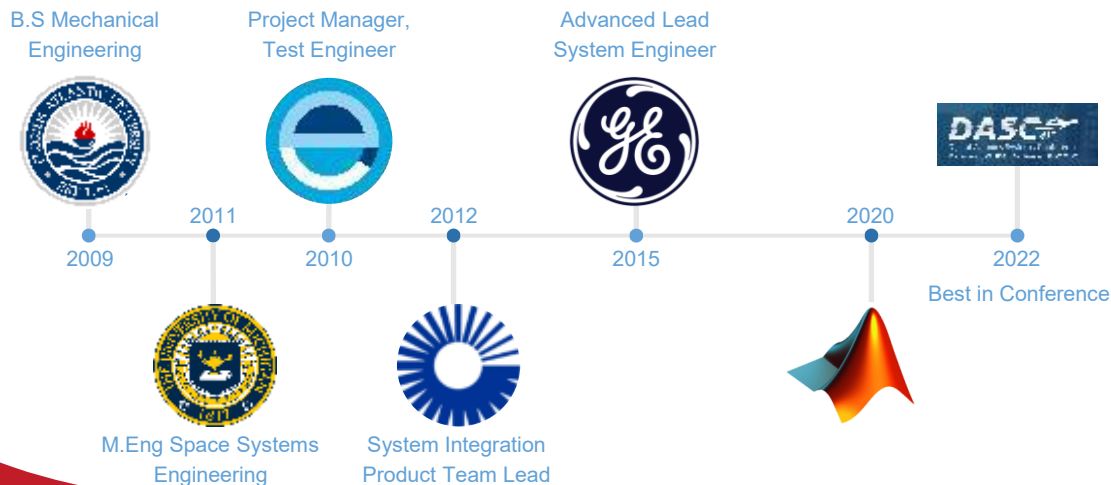 B.S Mechanical
Engineering
Project Manager,
Test Engineer
Advanced Lead
System Engineer
DASC
2011
2012
2020
2009
2010
2015
2022
Best in Conference
M.Eng Space Systems
Engineering
System Integration
Product Team Lead